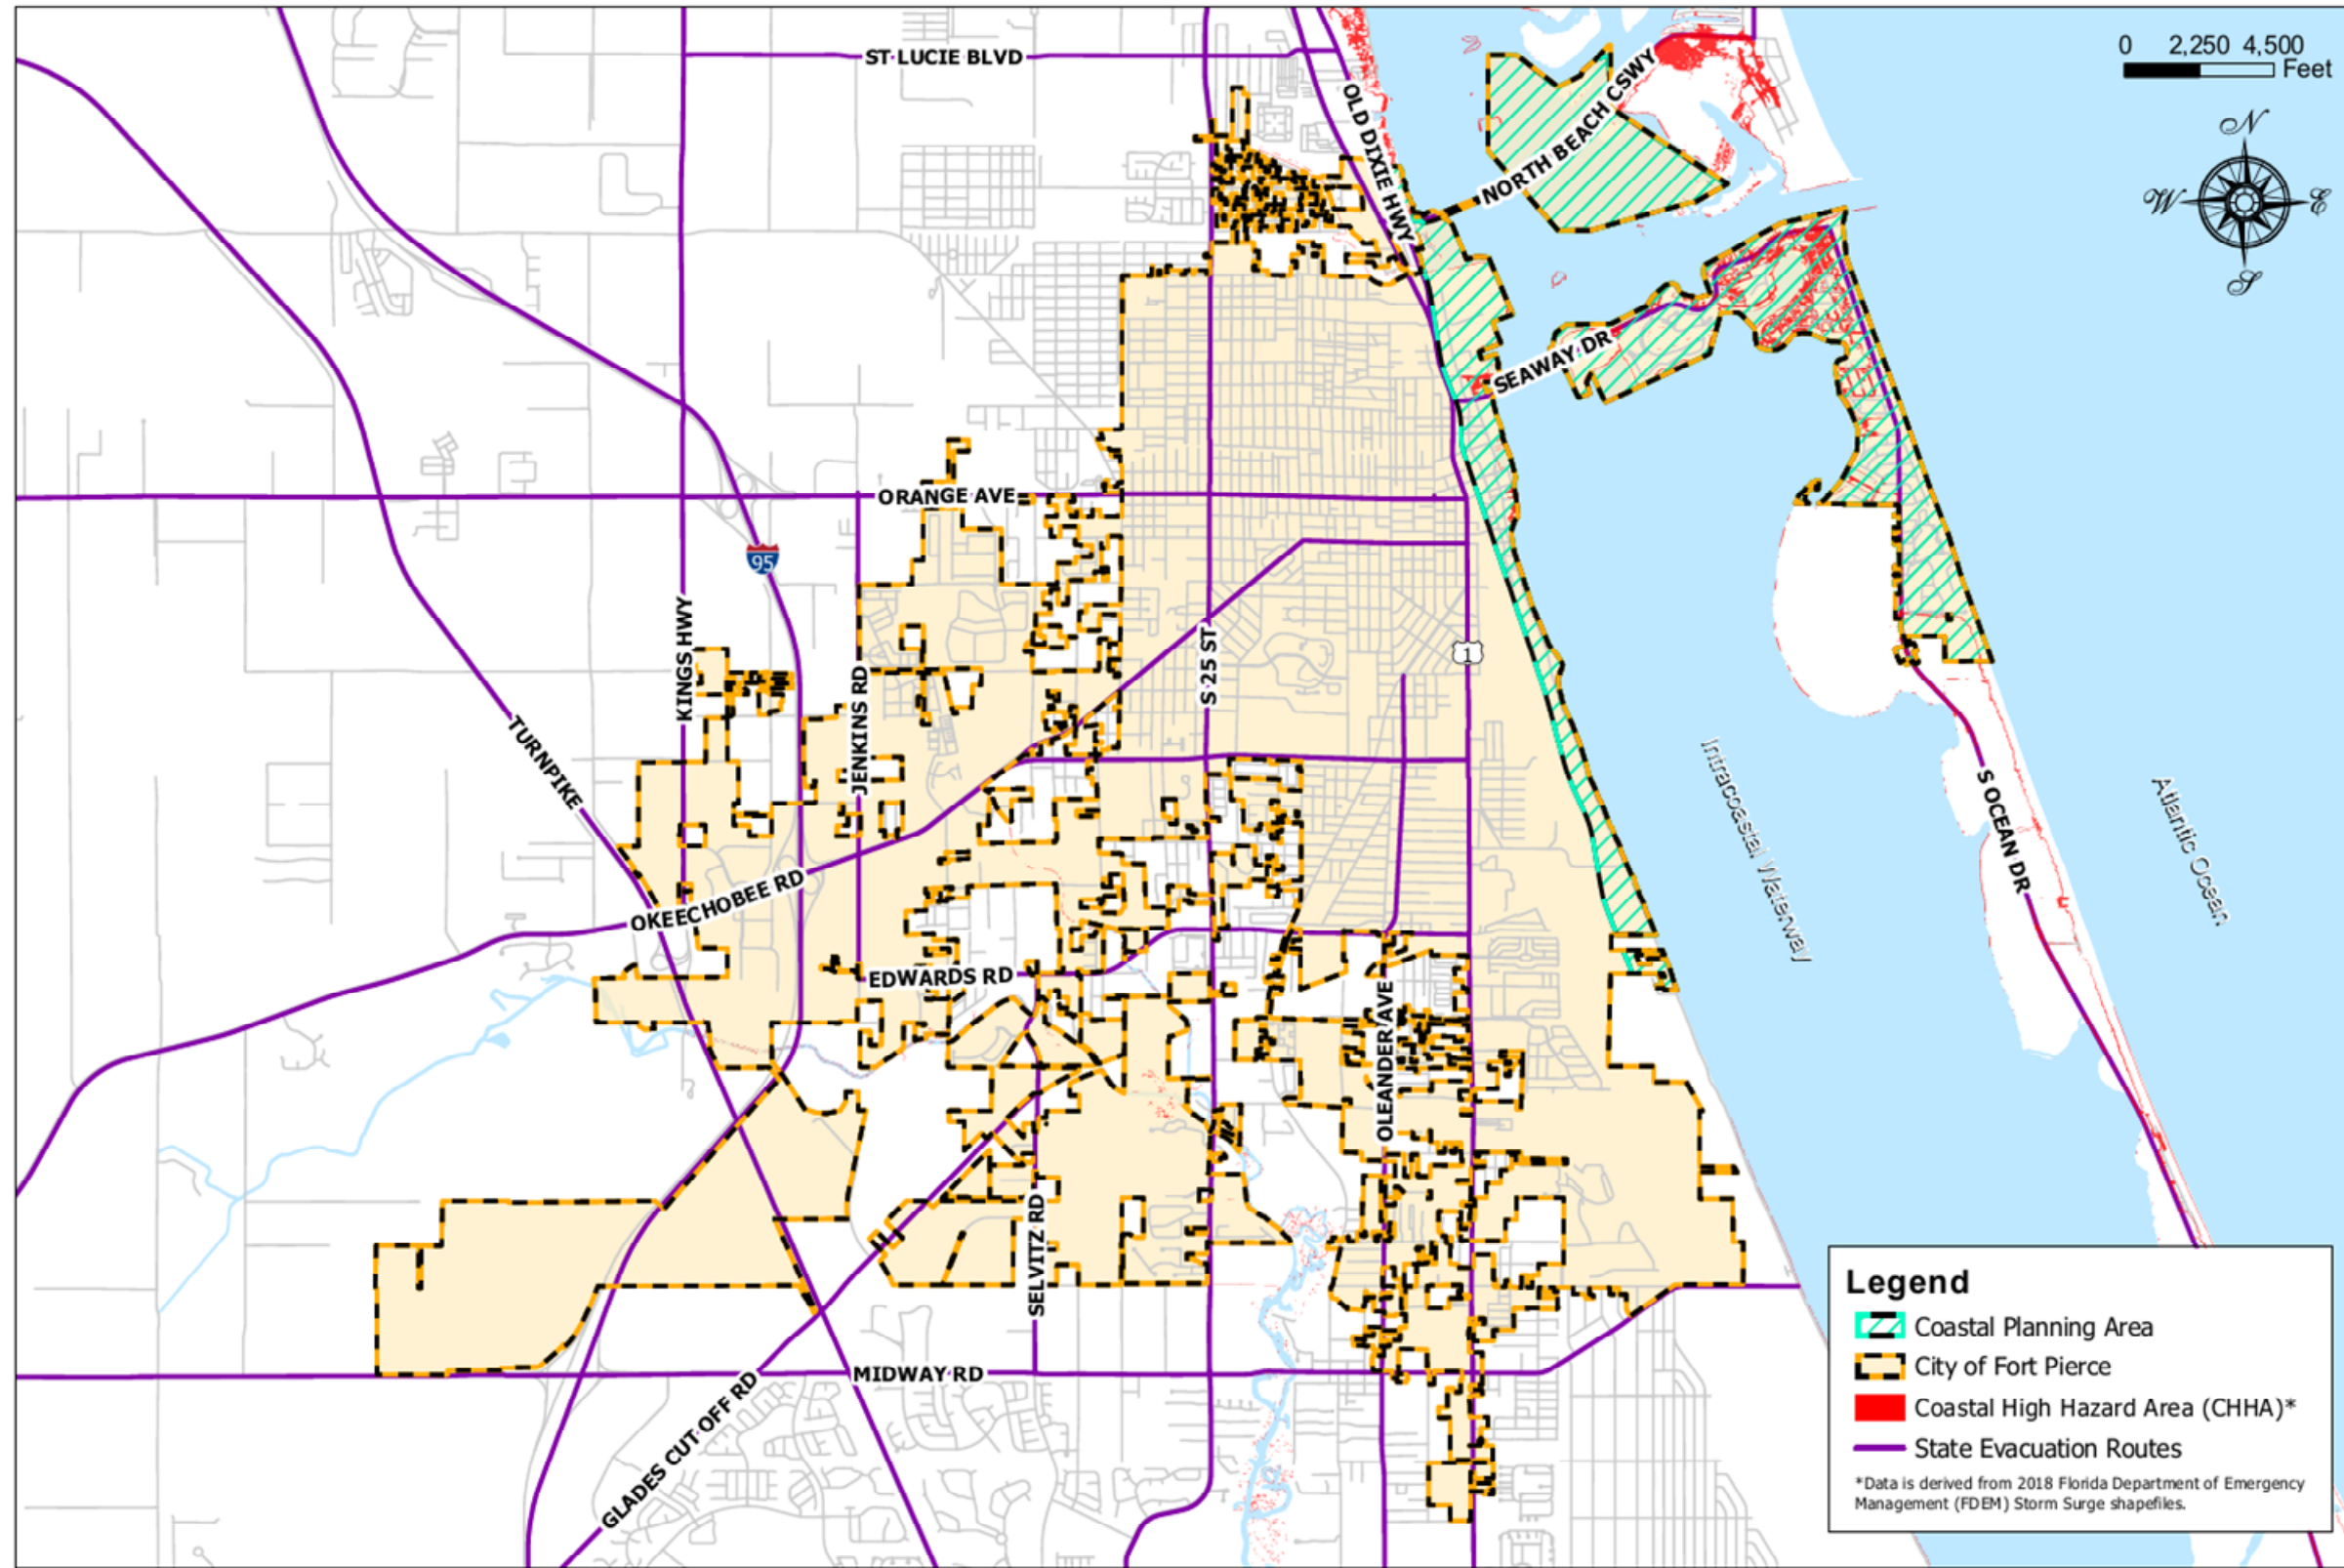 0 2,250 4,500
Feet
N
W
E
S
ST LUCIE BLVD
OLD DIXIE HWY
NORTH BEACH CSWY
SEAWAY DR
ORANGE AVE
95
KINGS HWY
JENKINS RD
S 25 ST
1
TURNPIKE
OKEECHOBEE RD
EDWARDS RD
OLEANDER AVE
SELVITZ RD
MIDWAY RD
GLADES CUT OFF RD
Intracoastal Waterway
S OCEAN DR
Atlantic Ocean
Legend
Coastal Planning Area
City of Fort Pierce
Coastal High Hazard Area (CHHA)*
State Evacuation Routes
*Data is derived from 2018 Florida Department of Emergency
Management (FDEM) Storm Surge shapefiles.